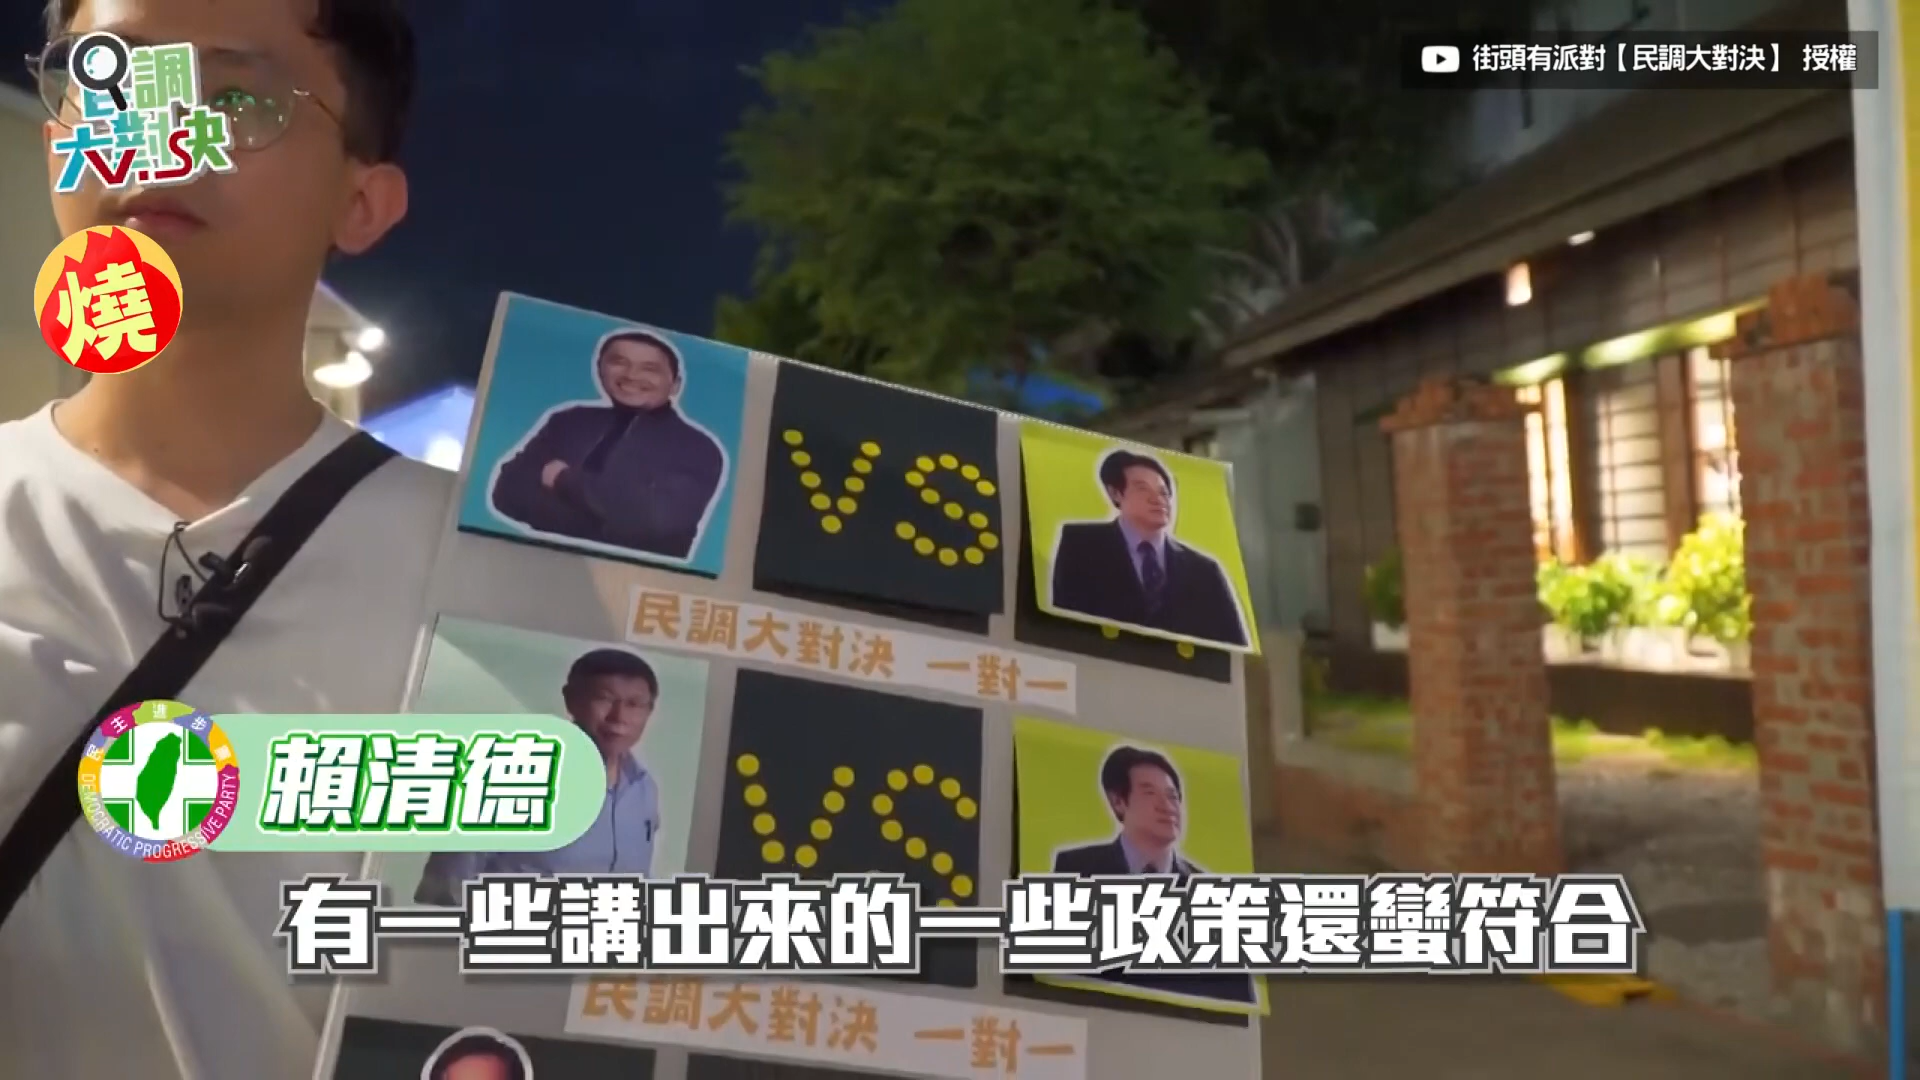 街頭有派對【民調大對決】 授權
民調
大對決
V.S
燒
VS
民調大對決 一對一
VS
民主進步黨
DEMOCRATIC PROGRESSIVE PARTY
賴清德
有一些講出來的一些政策還蠻符合
民調大對決 一對一